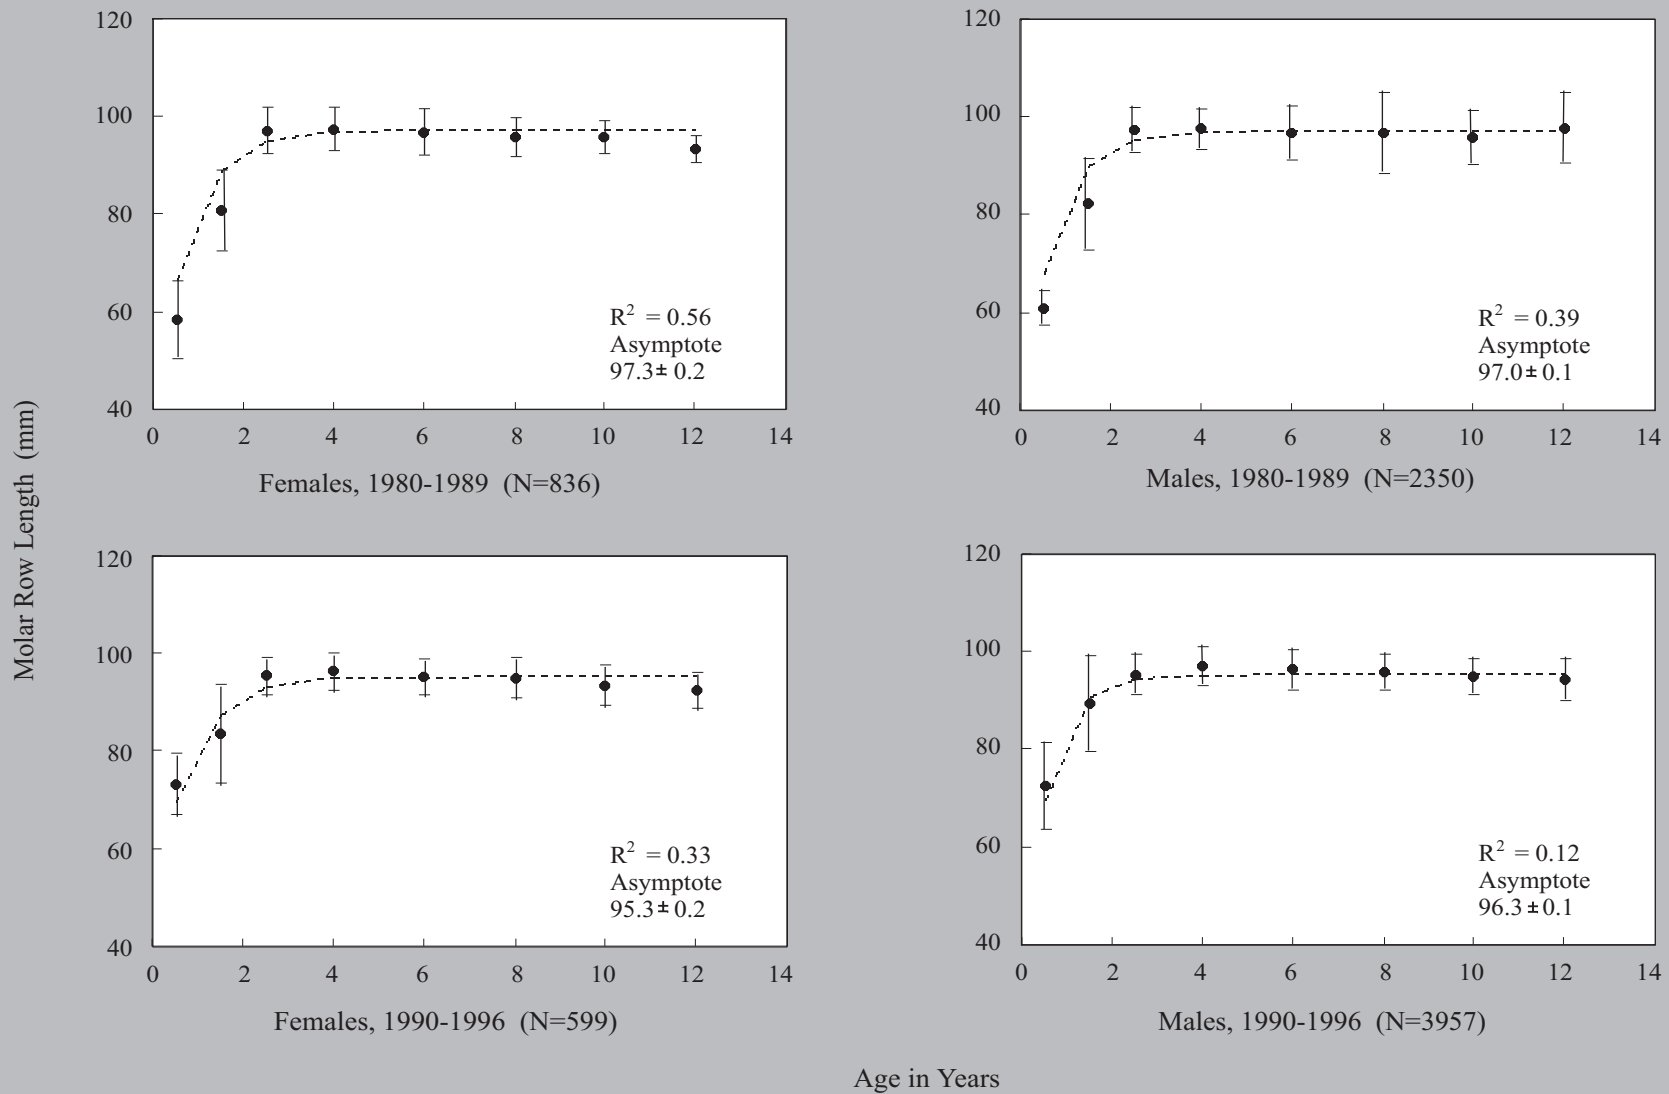 Molar Row Length (mm)
120
100
80
60
40
0 2 4 6 8 10 12 14
R² = 0.56
Asymptote
97.3 ± 0.2
Females, 1980-1989 (N=836)
120
100
80
60
40
0 2 4 6 8 10 12 14
R² = 0.39
Asymptote
97.0 ± 0.1
Males, 1980-1989 (N=2350)
120
100
80
60
40
0 2 4 6 8 10 12 14
R² = 0.33
Asymptote
95.3 ± 0.2
Females, 1990-1996 (N=599)
120
100
80
60
40
0 2 4 6 8 10 12 14
R² = 0.12
Asymptote
96.3 ± 0.1
Males, 1990-1996 (N=3957)
Age in Years